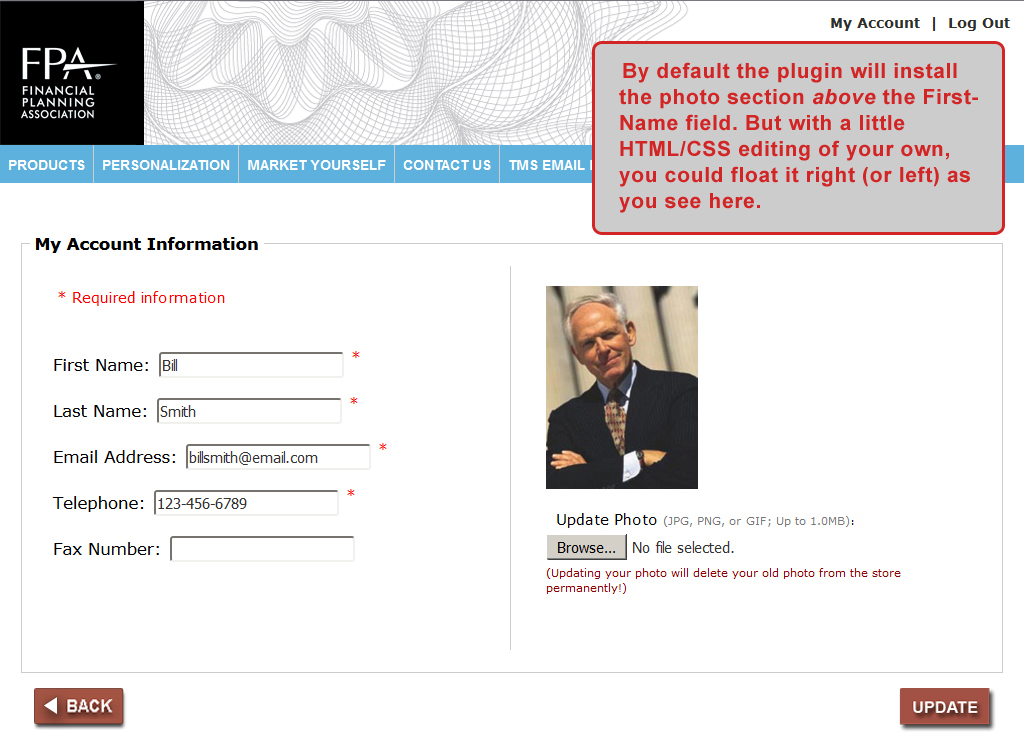 My Account | Log Out
FPA®
FINANCIAL
PLANNING
ASSOCIATION
By default the plugin will install
the photo section above the First-
Name field. But with a little
HTML/CSS editing of your own,
you could float it right (or left) as
you see here.
PRODUCTS PERSONALIZATION MARKET YOURSELF CONTACT US TMS EMAIL
My Account Information
* Required information
First Name: Bill *
Last Name: Smith *
Email Address: billsmith@email.com *
Telephone: 123-456-6789 *
Fax Number:
Update Photo (JPG, PNG, or GIF; Up to 1.0MB):
Browse... No file selected.
(Updating your photo will delete your old photo from the store
permanently!)
BACK
UPDATE